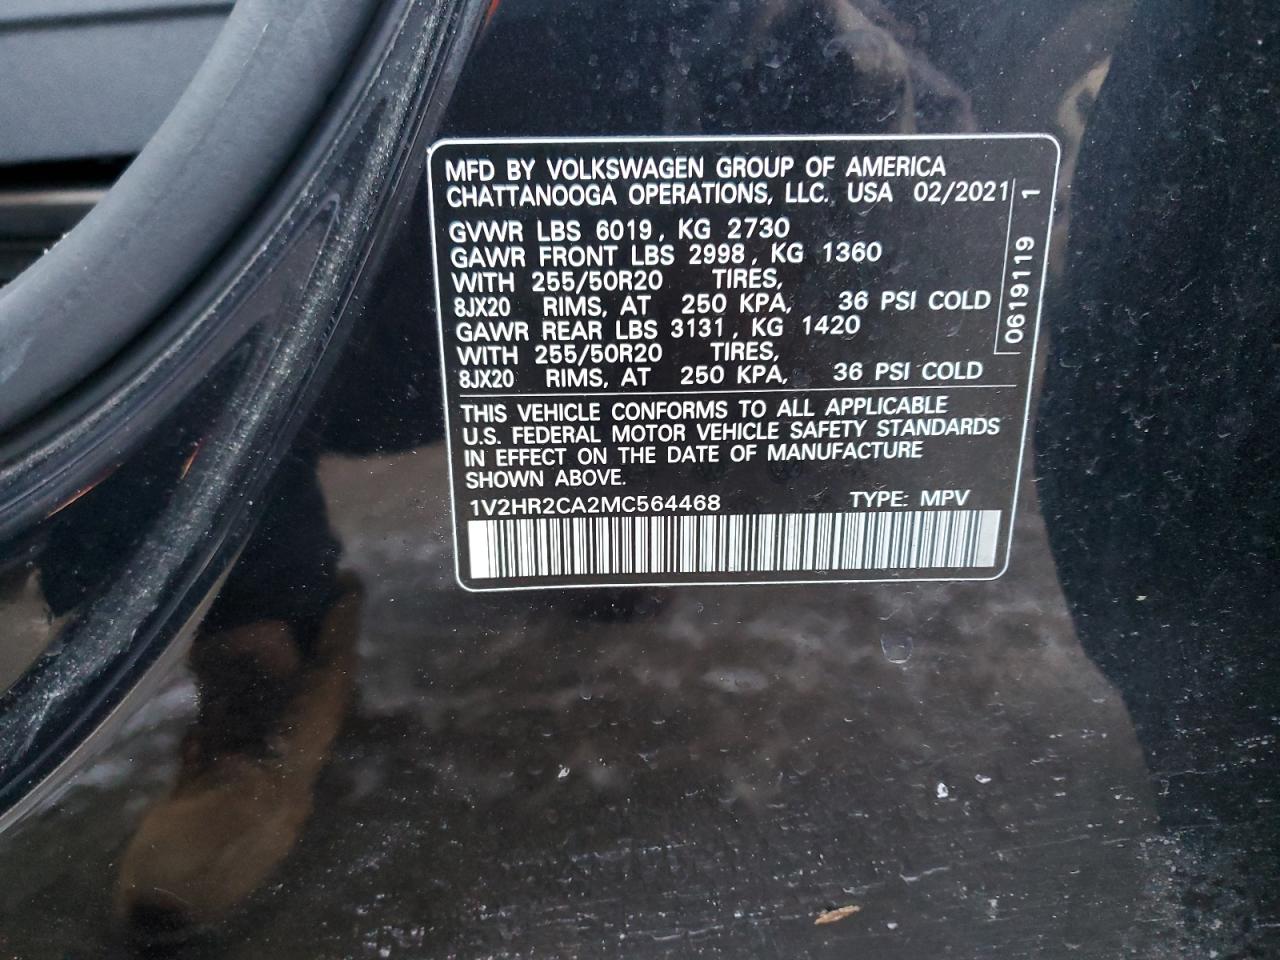 MFD BY VOLKSWAGEN GROUP OF AMERICA
CHATTANOOGA OPERATIONS, LLC. USA 02/2021
GVWR LBS 6019, KG 2730
GAWR FRONT LBS 2998, KG 1360
WITH 255/50R20 TIRES,
8JX20 RIMS, AT 250 KPA, 36 PSI COLD
GAWR REAR LBS 3131, KG 1420
WITH 255/50R20 TIRES,
8JX20 RIMS, AT 250 KPA, 36 PSI COLD
0619119 1
THIS VEHICLE CONFORMS TO ALL APPLICABLE
U.S. FEDERAL MOTOR VEHICLE SAFETY STANDARDS
IN EFFECT ON THE DATE OF MANUFACTURE
SHOWN ABOVE.
1V2HR2CA2MC564468 TYPE: MPV